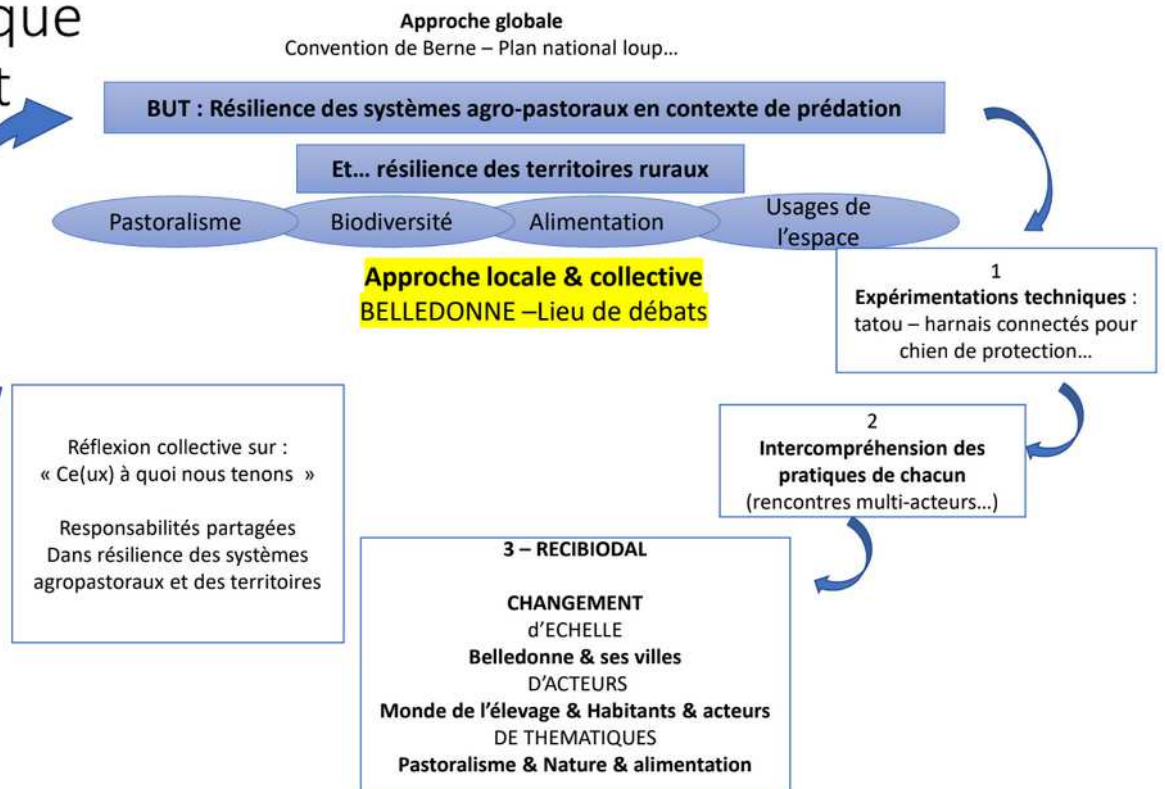 que
t
Approche globale
Convention de Berne – Plan national loup…
BUT : Résilience des systèmes agro-pastoraux en contexte de prédation
Et… résilience des territoires ruraux
Pastoralisme
Biodiversité
Alimentation
Usages de
l’espace
Approche locale & collective
BELLEDONNE –Lieu de débats
1
Expérimentations techniques :
tatou – harnais connectés pour
chien de protection…
2
Intercompréhension des
pratiques de chacun
(rencontres multi-acteurs…)
3 – RECIBIODAL
CHANGEMENT
d’ECHELLE
Belledonne & ses villes
D’ACTEURS
Monde de l’élevage & Habitants & acteurs
DE THEMATIQUES
Pastoralisme & Nature & alimentation
Réflexion collective sur :
« Ce(ux) à quoi nous tenons »
Responsabilités partagées
Dans résilience des systèmes
agropastoraux et des territoires